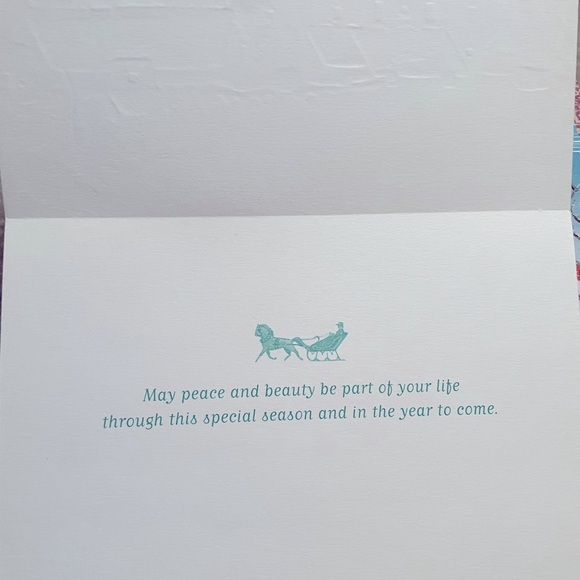 May peace and beauty be part of your life
through this special season and in the year to come.